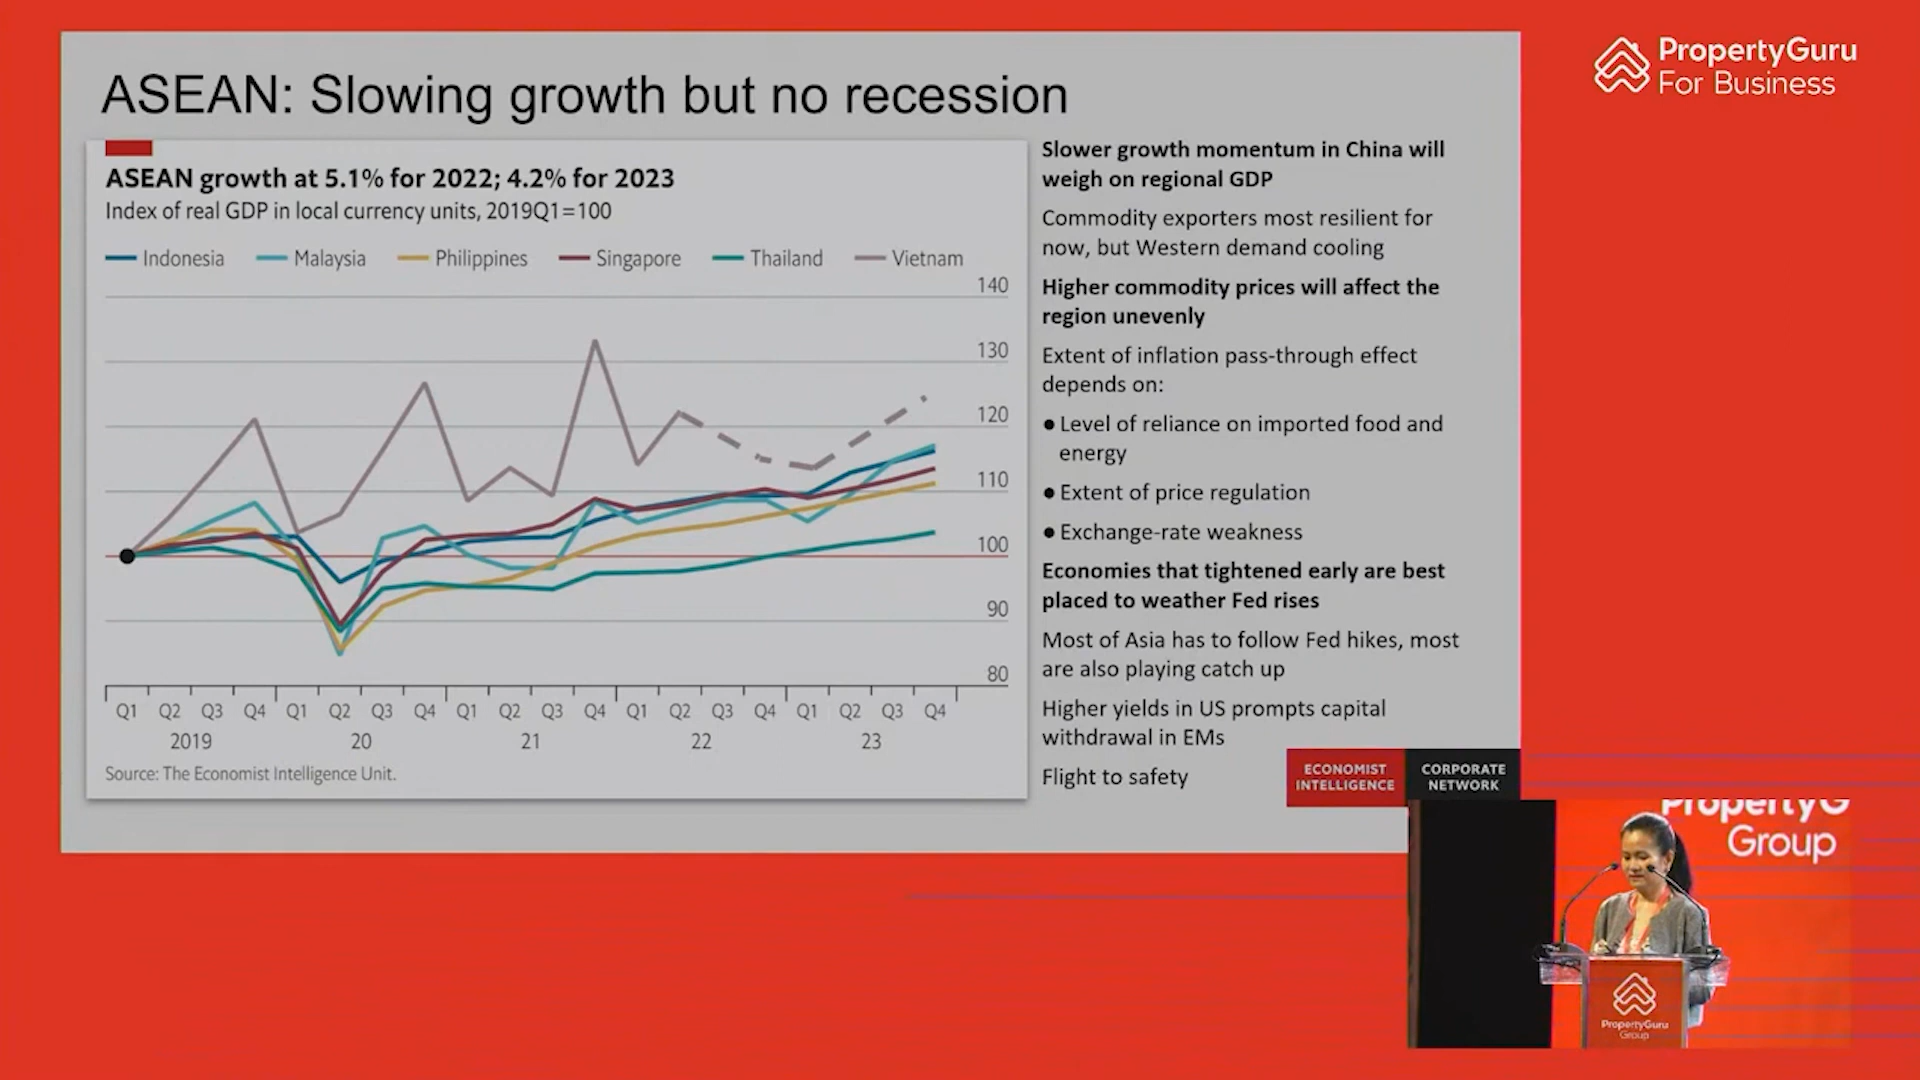 PropertyGuru
For Business
ASEAN: Slowing growth but no recession
ASEAN growth at 5.1% for 2022; 4.2% for 2023
Index of real GDP in local currency units, 2019Q1=100
Indonesia Malaysia Philippines Singapore Thailand Vietnam
140
130
120
110
100
90
80
Q1 Q2 Q3 Q4 Q1 Q2 Q3 Q4 Q1 Q2 Q3 Q4 Q1 Q2 Q3 Q4 Q1 Q2 Q3 Q4
2019 20 21 22 23
Source: The Economist Intelligence Unit.
Slower growth momentum in China will
weigh on regional GDP
Commodity exporters most resilient for
now, but Western demand cooling
Higher commodity prices will affect the
region unevenly
Extent of inflation pass-through effect
depends on:
● Level of reliance on imported food and
energy
● Extent of price regulation
● Exchange-rate weakness
Economies that tightened early are best
placed to weather Fed rises
Most of Asia has to follow Fed hikes, most
are also playing catch up
Higher yields in US prompts capital
withdrawal in EMs
Flight to safety
ECONOMIST
INTELLIGENCE
CORPORATE
NETWORK
PropertyG
Group
PropertyGuru
Group